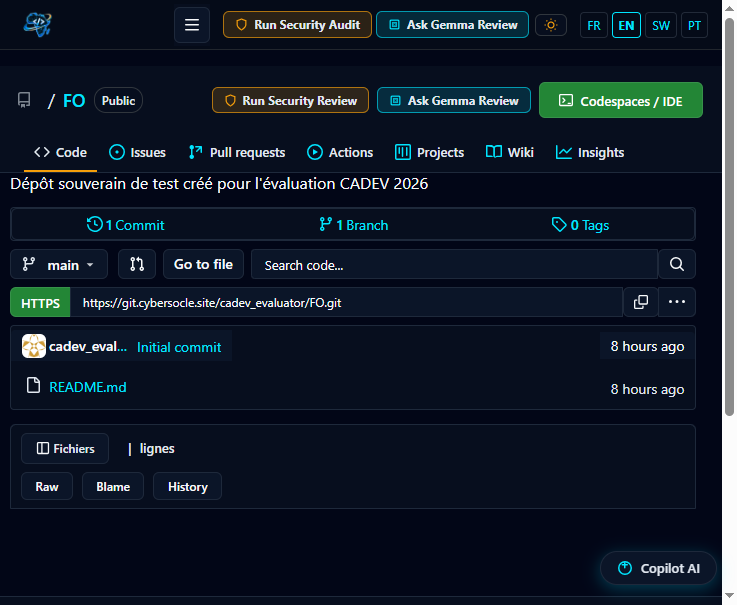 Run Security Audit Ask Gemma Review FR EN SW PT
/ FO Public Run Security Review Ask Gemma Review Codespaces / IDE
Code Issues Pull requests Actions Projects Wiki Insights
Dépôt souverain de test créé pour l'évaluation CADEV 2026
1 Commit 1 Branch 0 Tags
main Go to file Search code...
HTTPS https://git.cybersocle.site/cadev_evaluator/FO.git
cadev_eval... Initial commit 8 hours ago
README.md 8 hours ago
Fichiers | lignes
Raw Blame History
Copilot AI